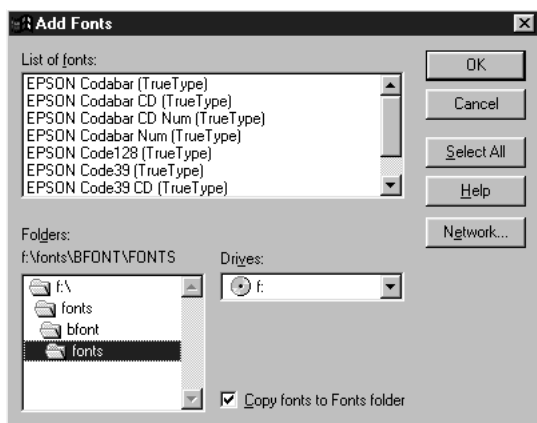 Add Fonts
List of fonts:
EPSON Codabar (TrueType)
EPSON Codabar CD (TrueType)
EPSON Codabar CD Num (TrueType)
EPSON Codabar Num (TrueType)
EPSON Code128 (TrueType)
EPSON Code39 (TrueType)
EPSON Code39 CD (TrueType)
OK
Cancel
Select All
Help
Network...
Folders:
f:\fonts\BFONT\FONTS
f:\
fonts
bfont
fonts
Drives:
f:
Copy fonts to Fonts folder